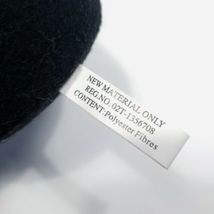 NEW MATERIAL ONLY
REG.NO. 02T-1356708
CONTENT:Polyester Fibres